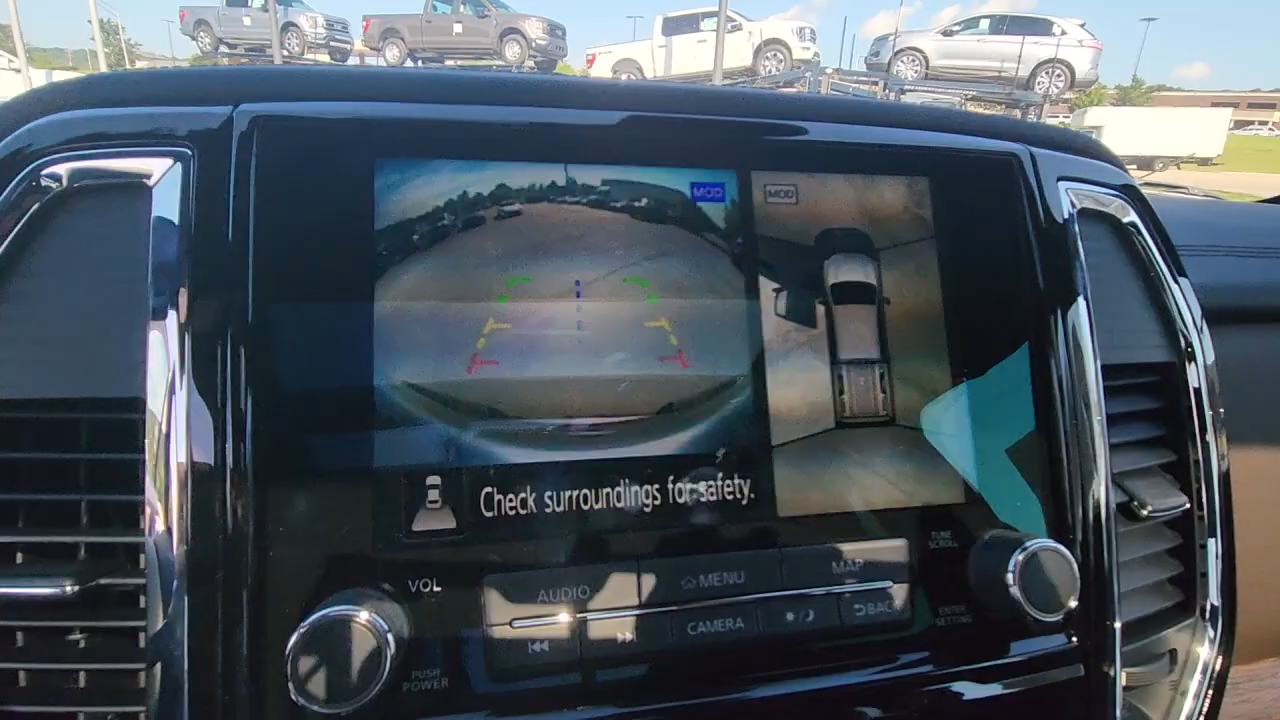 MOD
MOD
Check surroundings for safety.
VOL
AUDIO
MENU
MAP
TUNE
SCROLL
CAMERA
BACK
ENTER
SETTING
PUSH
POWER